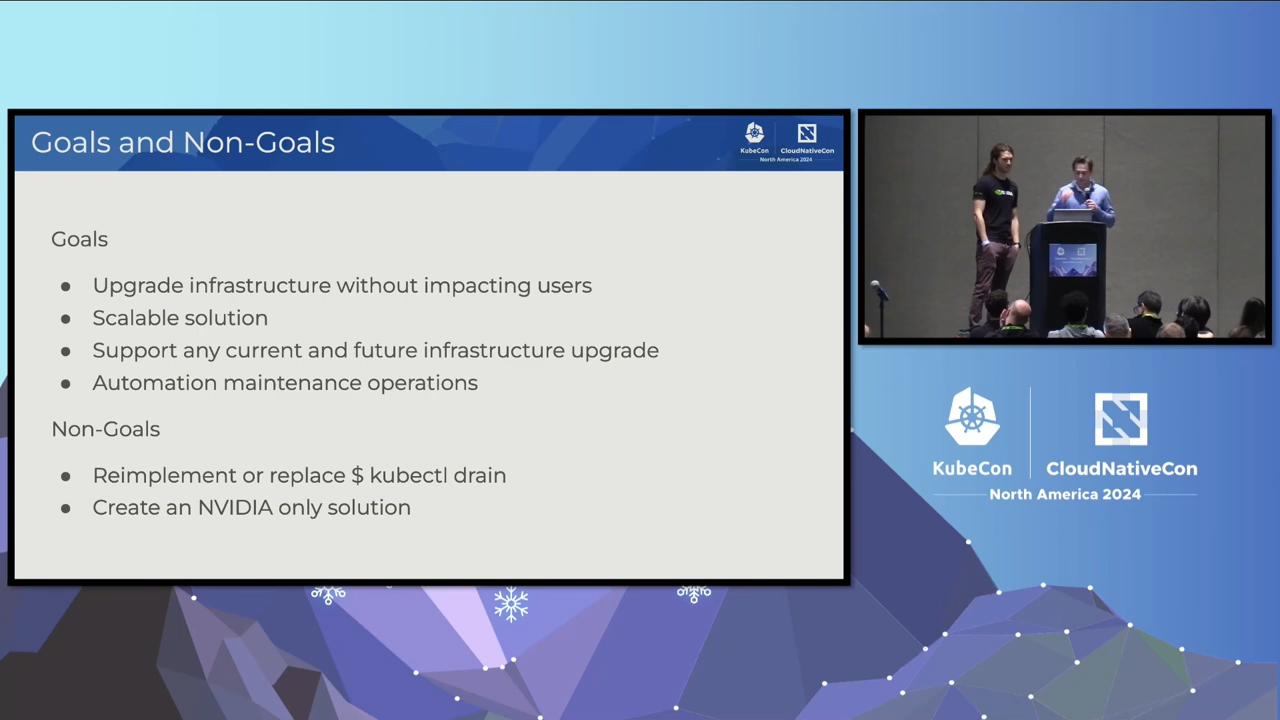 Goals and Non-Goals
KubeCon
CloudNativeCon
North America 2024
Goals
Upgrade infrastructure without impacting users
Scalable solution
Support any current and future infrastructure upgrade
Automation maintenance operations
Non-Goals
Reimplement or replace $ kubectl drain
Create an NVIDIA only solution
KubeCon
CloudNativeCon
North America 2024